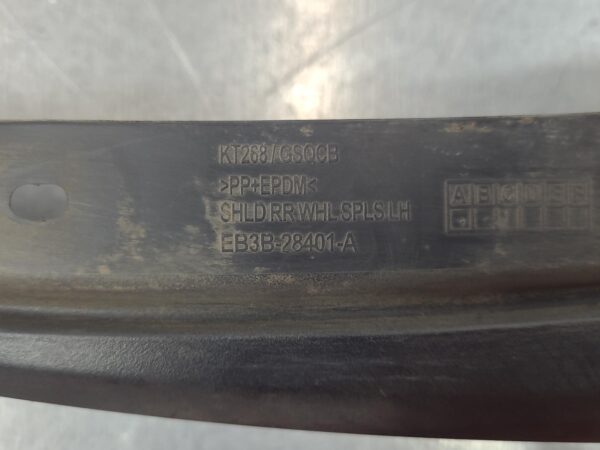 KT268/GSQCB
>PP+EPDM<
SHLD RR WHL SPLS LH
EB3B-28401-A
A B C D E F